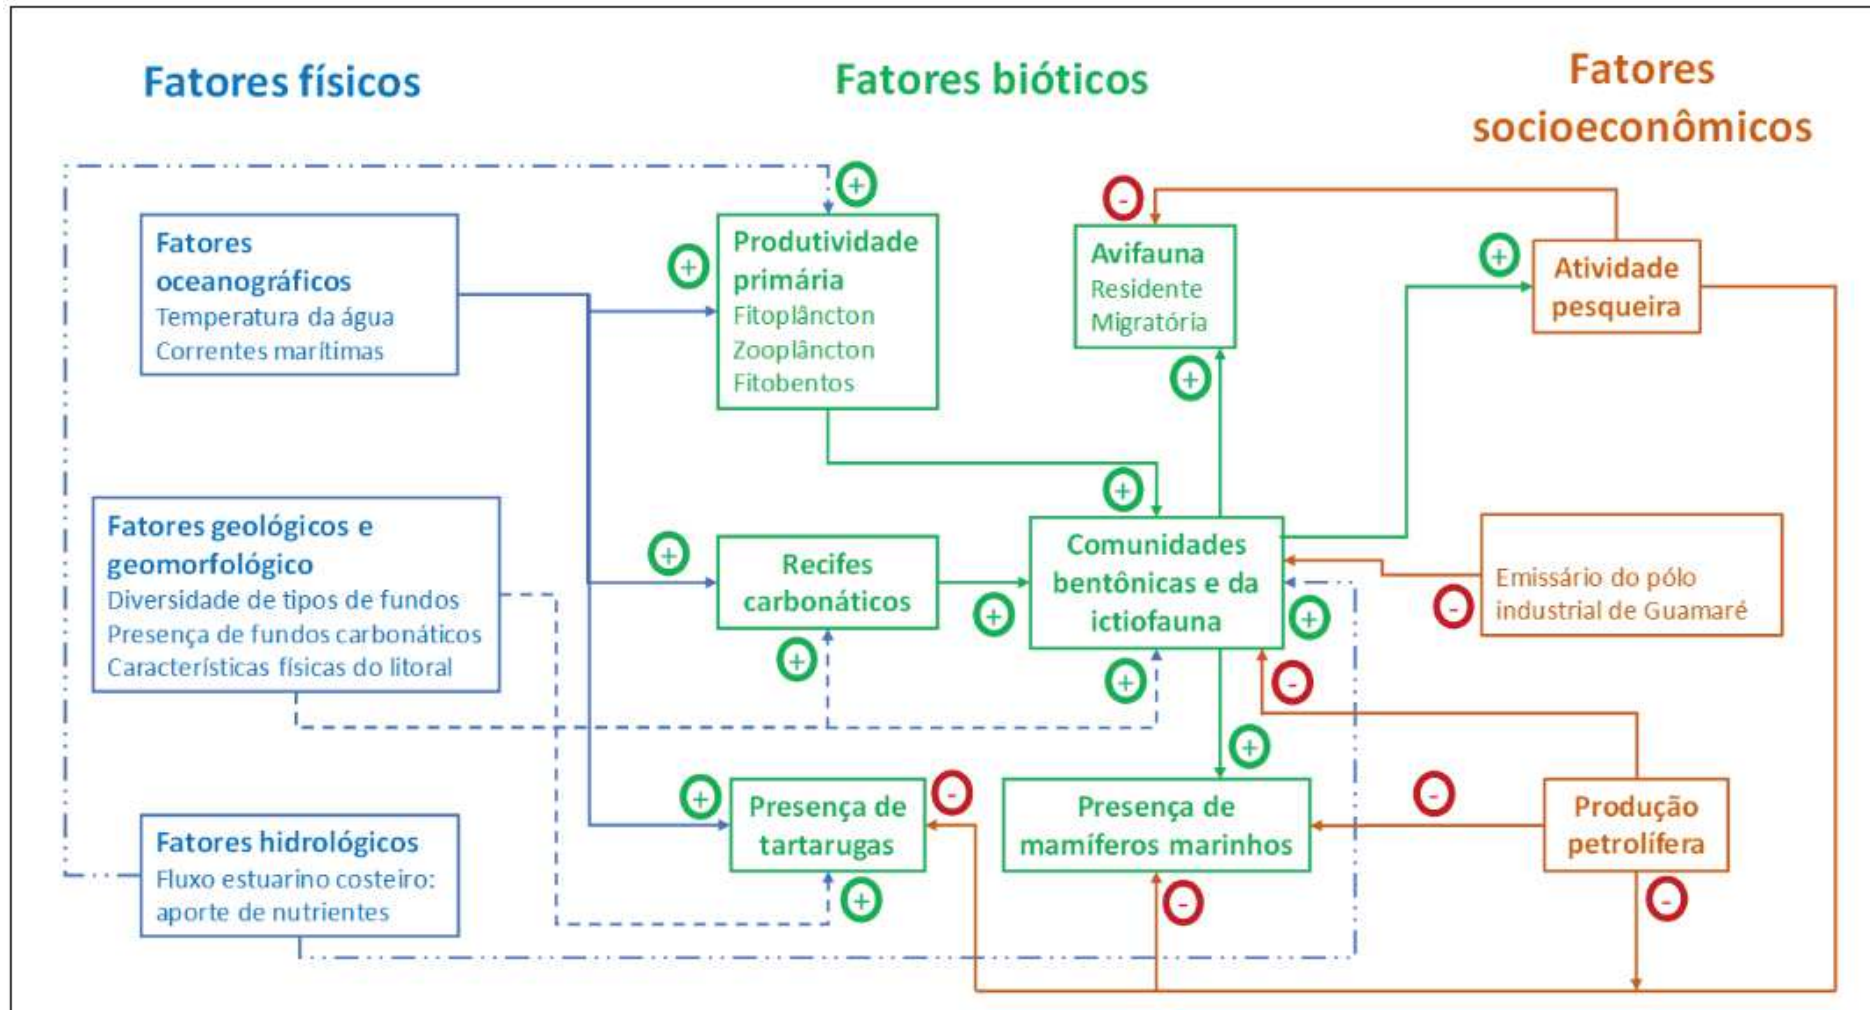 Fatores físicos
Fatores bióticos
Fatores
socioeconômicos
+
+
-
+
Fatores
oceanográficos
Temperatura da água
Correntes marítimas
Produtividade
primária
Fitoplâncton
Zooplâncton
Fitobentos
Avifauna
Residente
Migratória
+
Atividade
pesqueira
+
Fatores geológicos e
geomorfológico
Diversidade de tipos de fundos
Presença de fundos carbonáticos
Características físicas do litoral
+
Recifes
carbonáticos
+
+
Comunidades
bentônicas e da
ictiofauna
+
+
-
Emissário do pólo
industrial de Guamaré
-
+
Fatores hidrológicos
Fluxo estuarino costeiro:
aporte de nutrientes
+
Presença de
tartarugas
-
+
Presença de
mamíferos marinhos
-
-
Produção
petrolífera
-